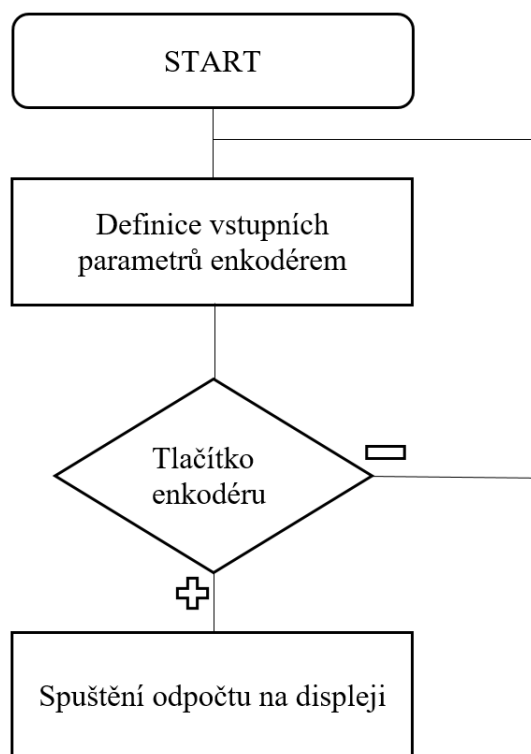 START
Definice vstupních
parametrů enkodérem
Tlačítko
enkodéru
Spuštění odpočtu na displeji